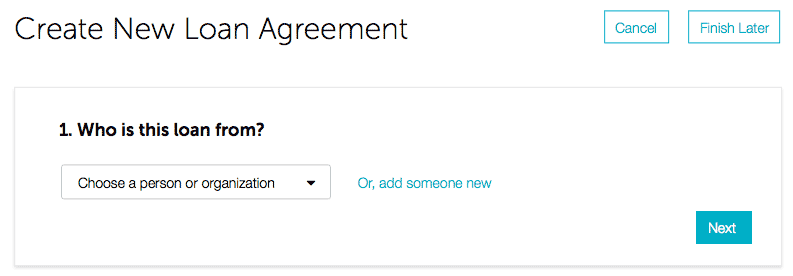 Create New Loan Agreement
Cancel
Finish Later
1. Who is this loan from?
Choose a person or organization
Or, add someone new
Next